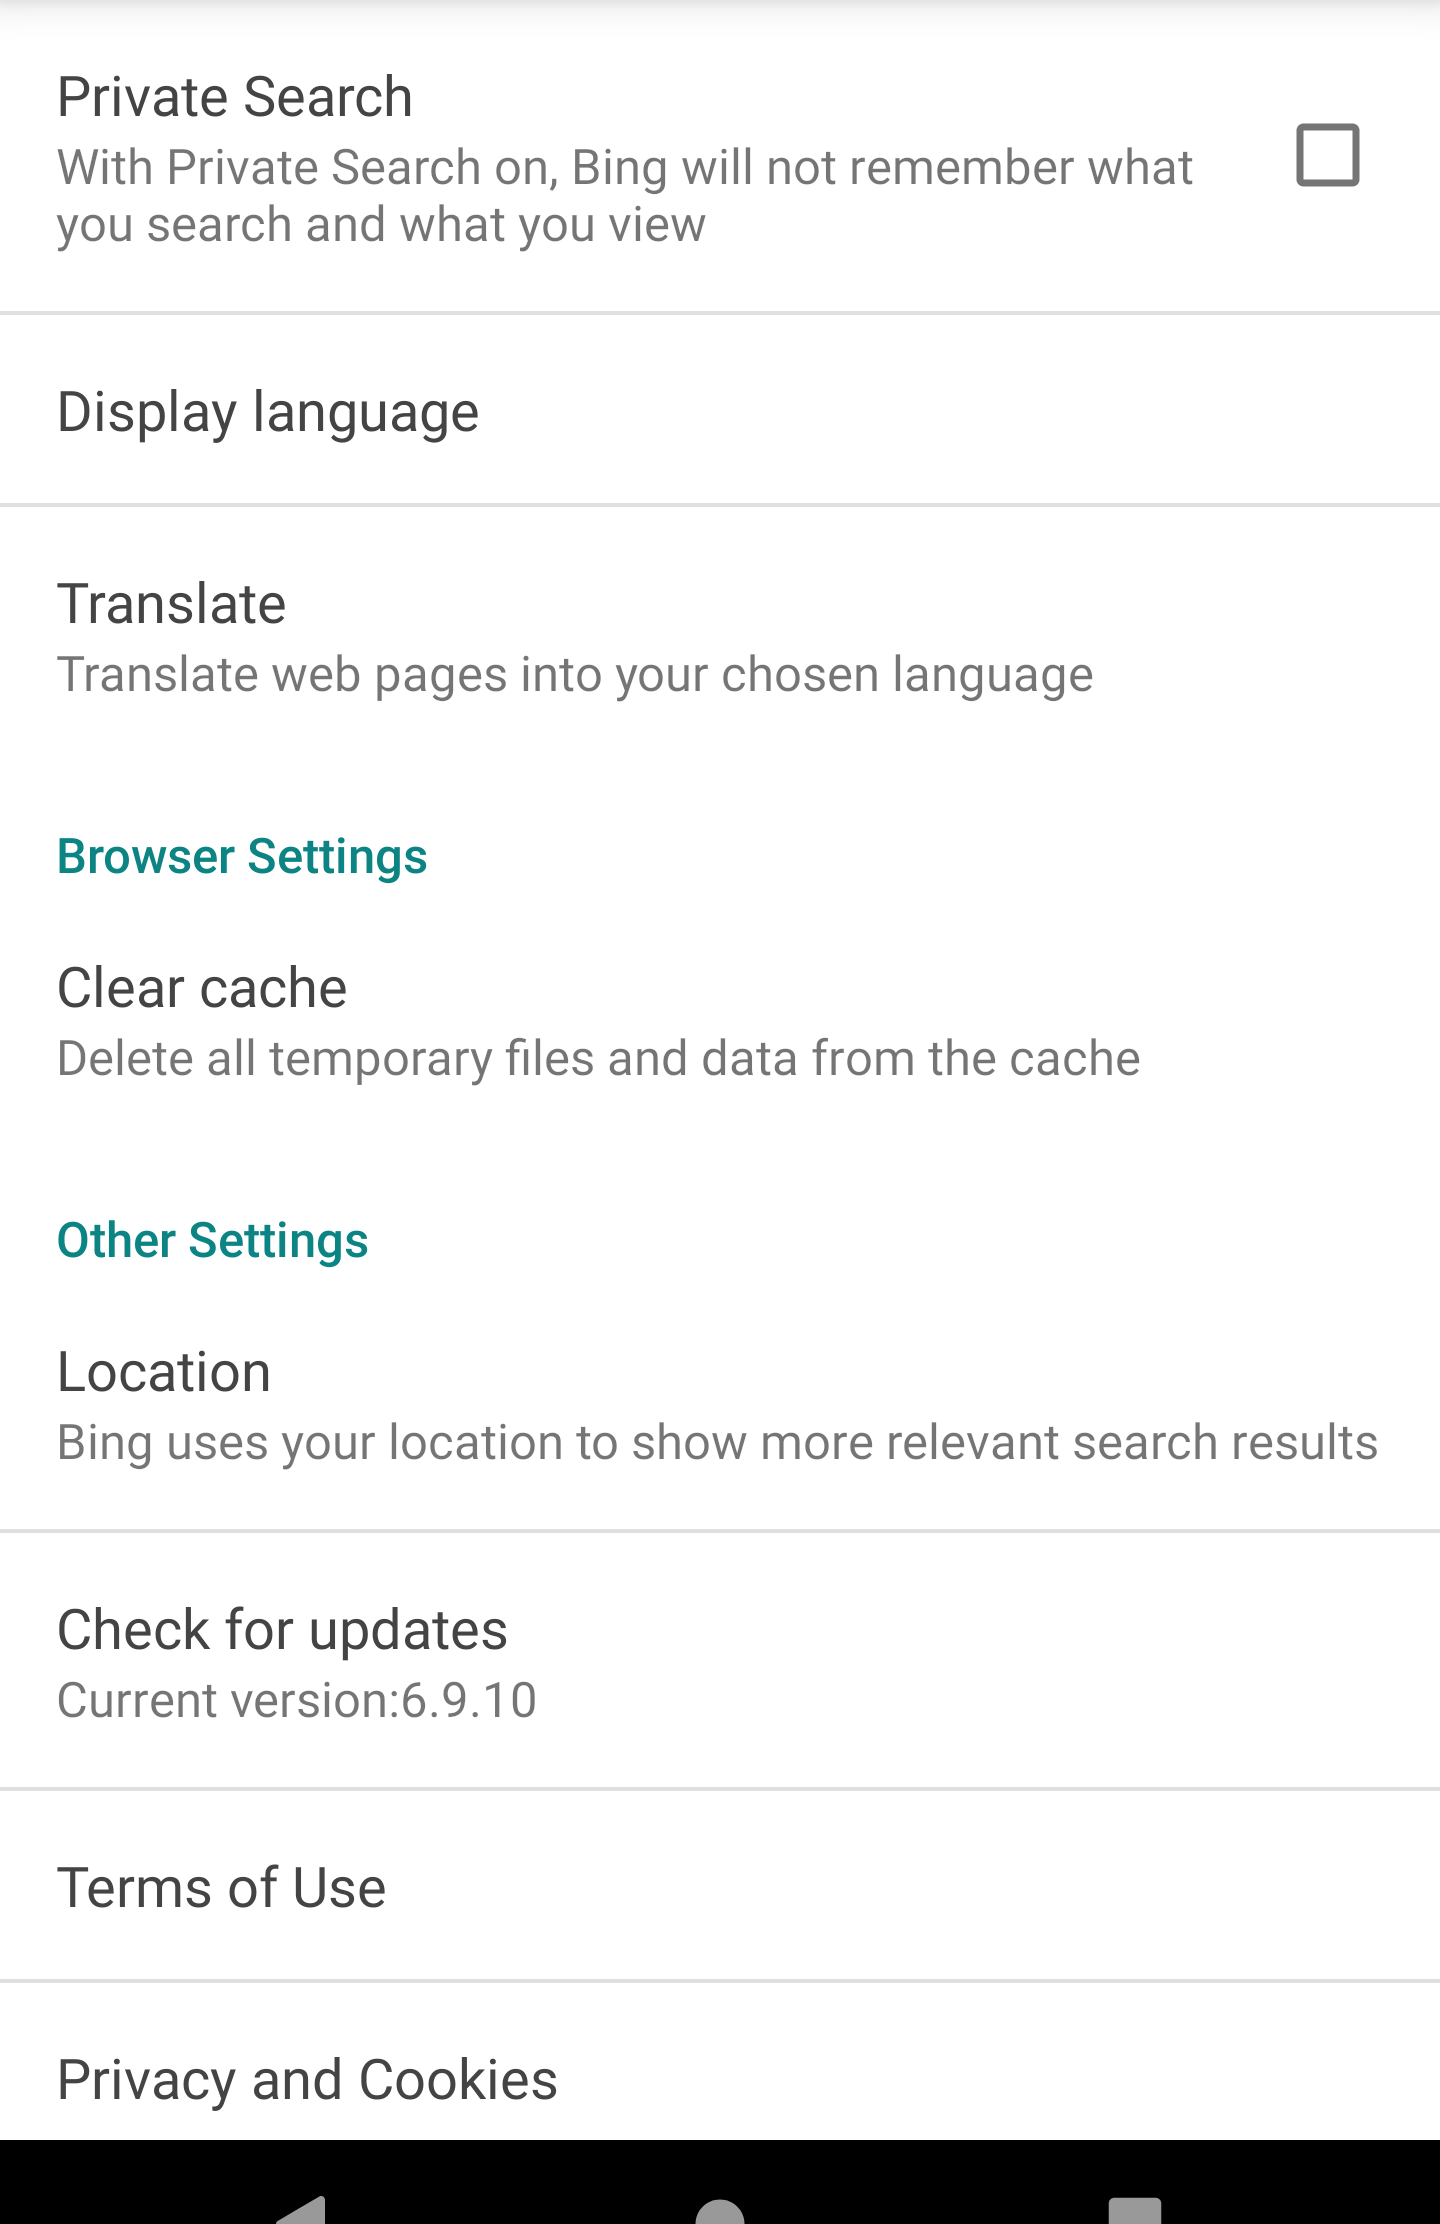 Private Search
With Private Search on, Bing will not remember what
you search and what you view
Display language
Translate
Translate web pages into your chosen language
Browser Settings
Clear cache
Delete all temporary files and data from the cache
Other Settings
Location
Bing uses your location to show more relevant search results
Check for updates
Current version:6.9.10
Terms of Use
Privacy and Cookies